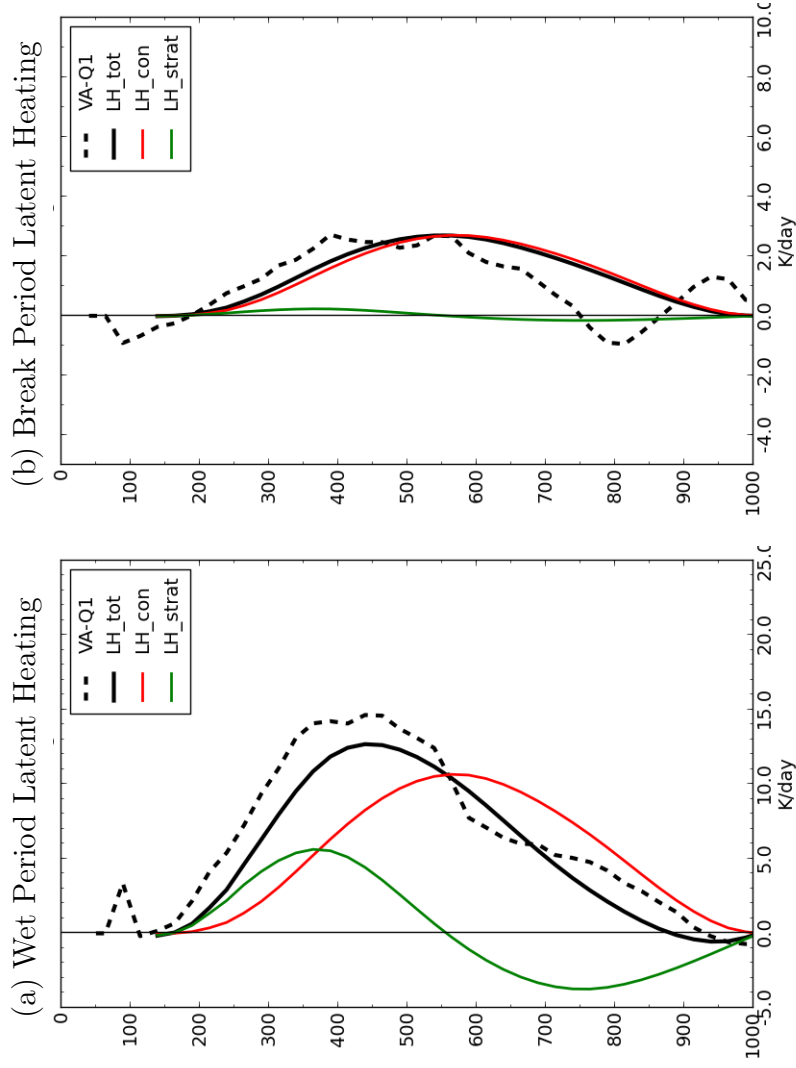 (a) Wet Period Latent Heating
VA-Q1
LH_tot
LH_con
LH_strat
0
100
200
300
400
500
600
700
800
900
1000
-5.0 0.0 5.0 10.0 15.0 20.0 25.0
K/day
(b) Break Period Latent Heating
VA-Q1
LH_tot
LH_con
LH_strat
0
100
200
300
400
500
600
700
800
900
1000
-4.0 -2.0 0.0 2.0 4.0 6.0 8.0 10.0
K/day